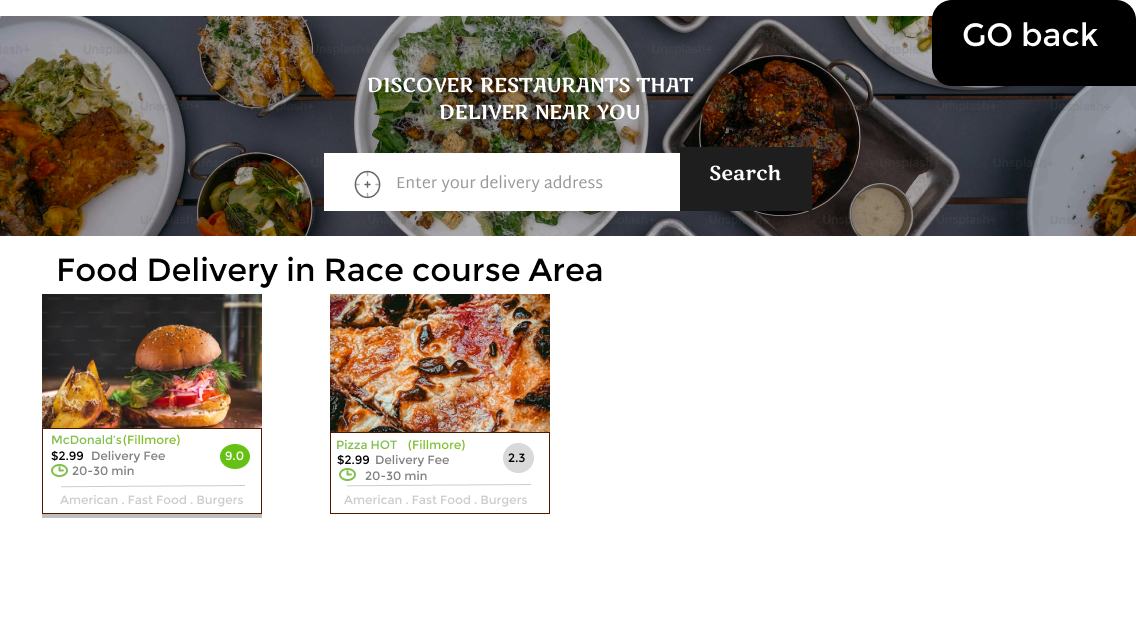 GO back
DISCOVER RESTAURANTS THAT
DELIVER NEAR YOU
Enter your delivery address
Search
Food Delivery in Race course Area
McDonald's (Fillmore)
$2.99 Delivery Fee
20-30 min
9.0
American . Fast Food . Burgers
Pizza HOT (Fillmore)
$2.99 Delivery Fee
20-30 min
2.3
American . Fast Food . Burgers